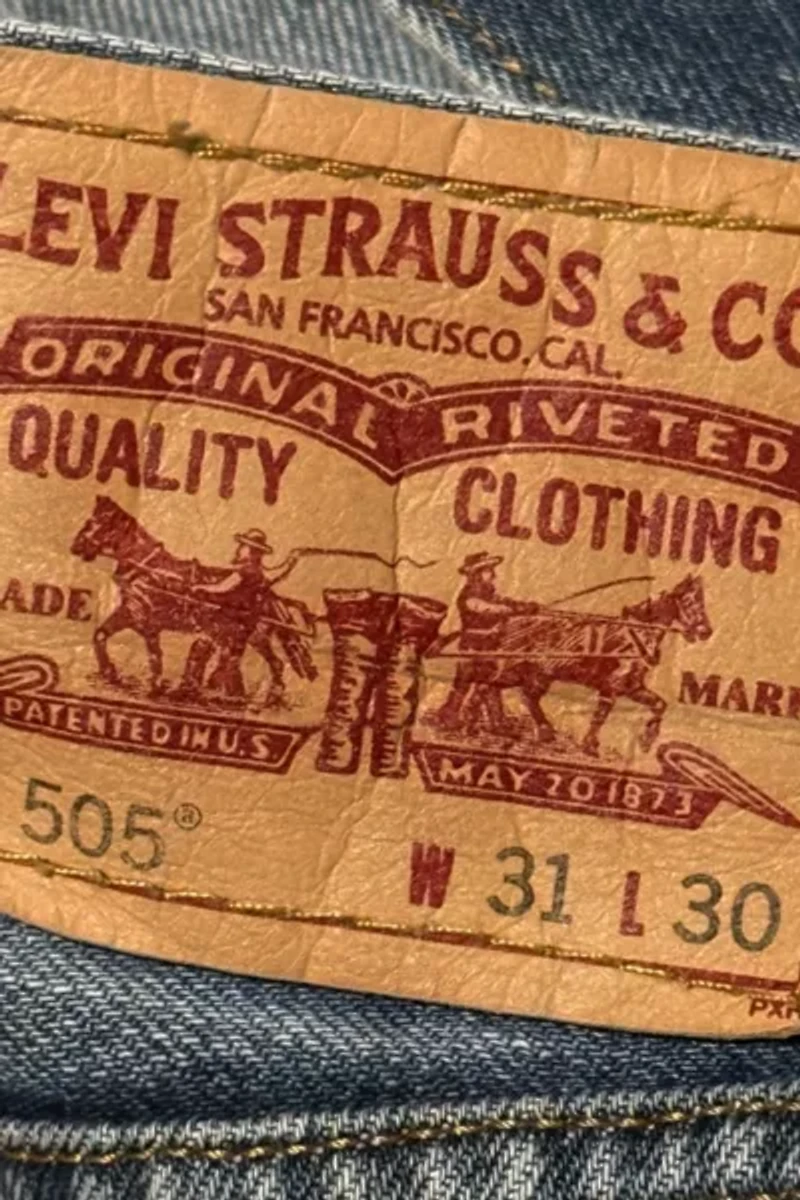 LEVI STRAUSS & CO
SAN FRANCISCO, CAL.
ORIGINAL RIVETED
QUALITY CLOTHING
ADE MARK
PATENTED IN U.S. MAY 20 1873
505® W 31 L 30